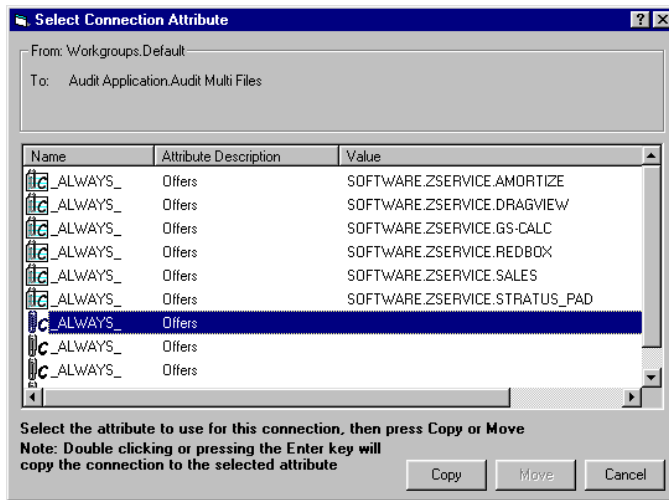 Select Connection Attribute
From: Workgroups.Default
To: Audit Application.Audit Multi Files
Name Attribute Description Value
_ALWAYS_ Offers SOFTWARE.ZSERVICE.AMORTIZE
_ALWAYS_ Offers SOFTWARE.ZSERVICE.DRAGVIEW
_ALWAYS_ Offers SOFTWARE.ZSERVICE.GS-CALC
_ALWAYS_ Offers SOFTWARE.ZSERVICE.REDBOX
_ALWAYS_ Offers SOFTWARE.ZSERVICE.SALES
_ALWAYS_ Offers SOFTWARE.ZSERVICE.STRATUS_PAD
_ALWAYS_ Offers
_ALWAYS_ Offers
_ALWAYS_ Offers
Select the attribute to use for this connection, then press Copy or Move
Note: Double clicking or pressing the Enter key will
copy the connection to the selected attribute
Copy Move Cancel